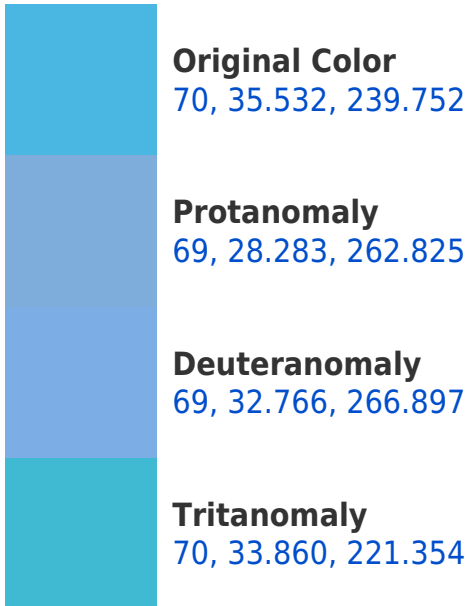 Original Color
70, 35.532, 239.752
Protanomaly
69, 28.283, 262.825
Deuteranomaly
69, 32.766, 266.897
Tritanomaly
70, 33.860, 221.354